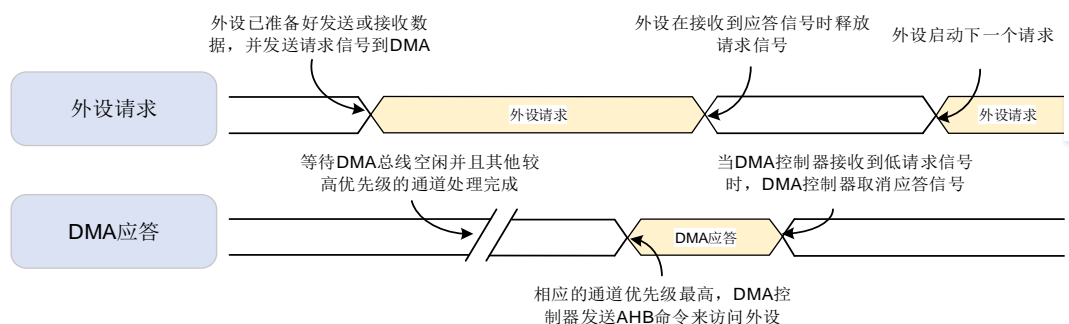 外设已准备好发送或接收数
据，并发送请求信号到DMA
外设在接收到应答信号时释放
请求信号
外设启动下一个请求
外设请求
外设请求
外设请求
等待DMA总线空闲并且其他较
高优先级的通道处理完成
当DMA控制器接收到低请求信号
时，DMA控制器取消应答信号
DMA应答
DMA应答
相应的通道优先级最高，DMA控
制器发送AHB命令来访问外设